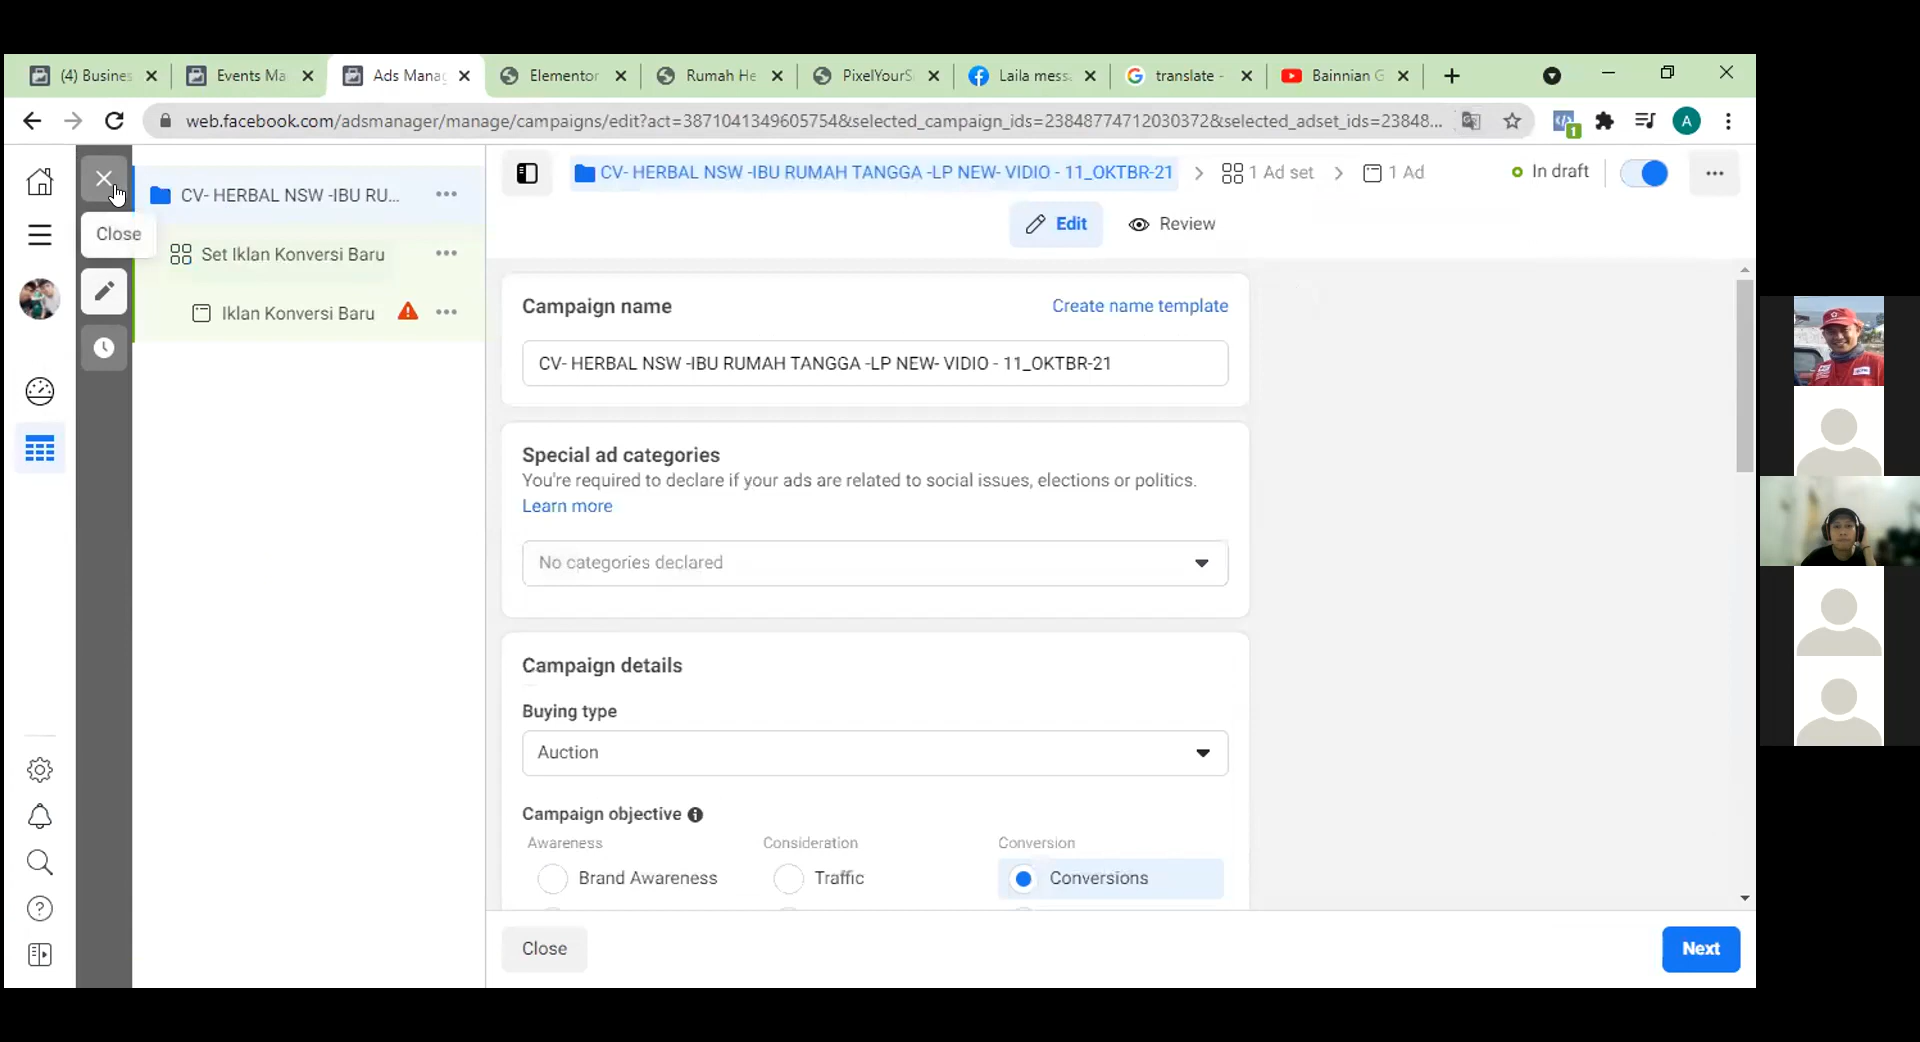 (4) Busines
Events Ma
Ads Manag
Elementor
Rumah He
PixelYourS
Laila mess
translate -
Bainnian G
web.facebook.com/adsmanager/manage/campaigns/edit?act=3871041349605754&selected_campaign_ids=23848774712030372&selected_adset_ids=23848...
1
A
CV- HERBAL NSW -IBU RU...
Close
Set Iklan Konversi Baru
Iklan Konversi Baru
CV- HERBAL NSW -IBU RUMAH TANGGA -LP NEW- VIDIO - 11_OKTBR-21
1 Ad set
1 Ad
In draft
Edit
Review
Campaign name
Create name template
CV- HERBAL NSW -IBU RUMAH TANGGA -LP NEW- VIDIO - 11_OKTBR-21
Special ad categories
You're required to declare if your ads are related to social issues, elections or politics.
Learn more
No categories declared
Campaign details
Buying type
Auction
Campaign objective
Awareness
Consideration
Conversion
Brand Awareness
Traffic
Conversions
Close
Next